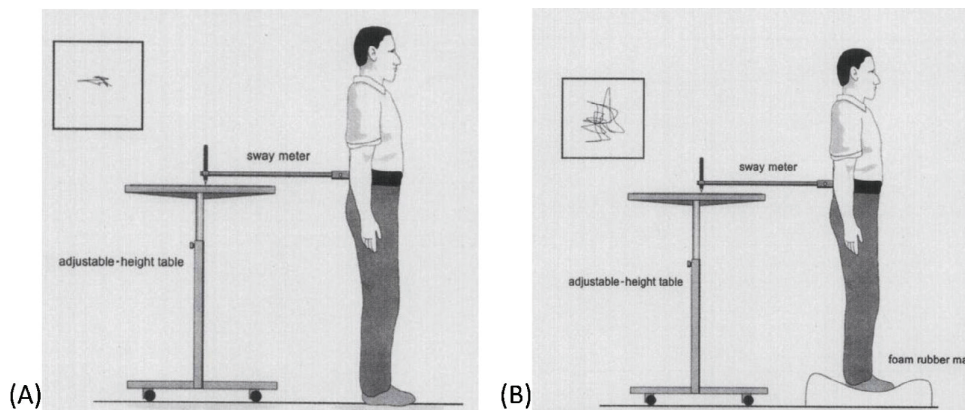 sway meter
adjustable-height table
(A)
sway meter
adjustable-height table
foam rubber ma
(B)